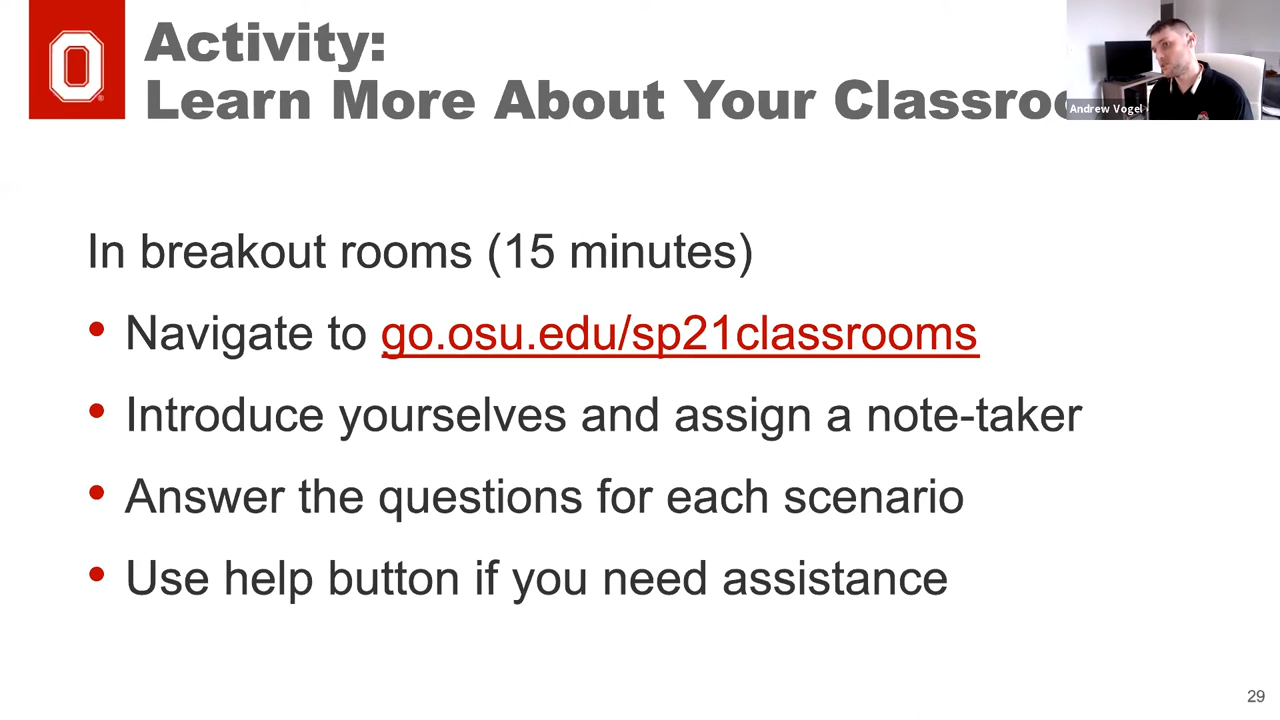 Activity:
Learn More About Your Classroo
Andrew Vogel
In breakout rooms (15 minutes)
• Navigate to go.osu.edu/sp21classrooms
• Introduce yourselves and assign a note-taker
• Answer the questions for each scenario
• Use help button if you need assistance
29